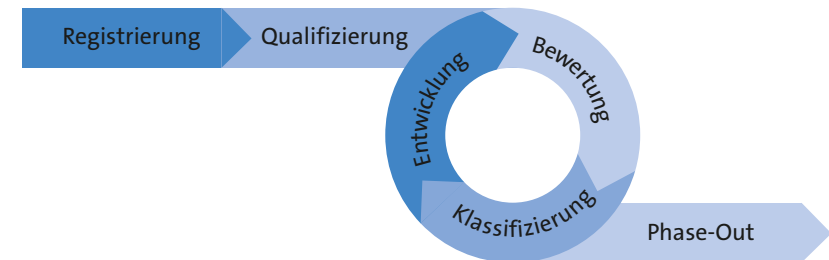 Registrierung
Qualifizierung
Bewertung
Klassifizierung
Entwicklung
Phase-Out